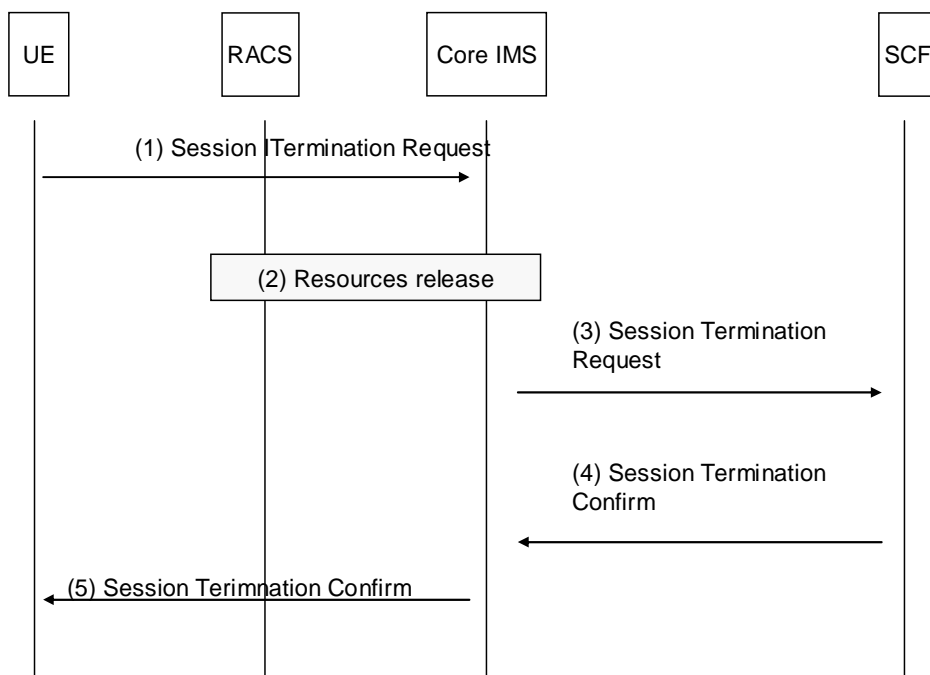 UE
RACS
Core IMS
SCF
(1) Session ITermination Request
(2) Resources release
(3) Session Termination
Request
(4) Session Termination
Confirm
(5) Session Terimnation Confirm